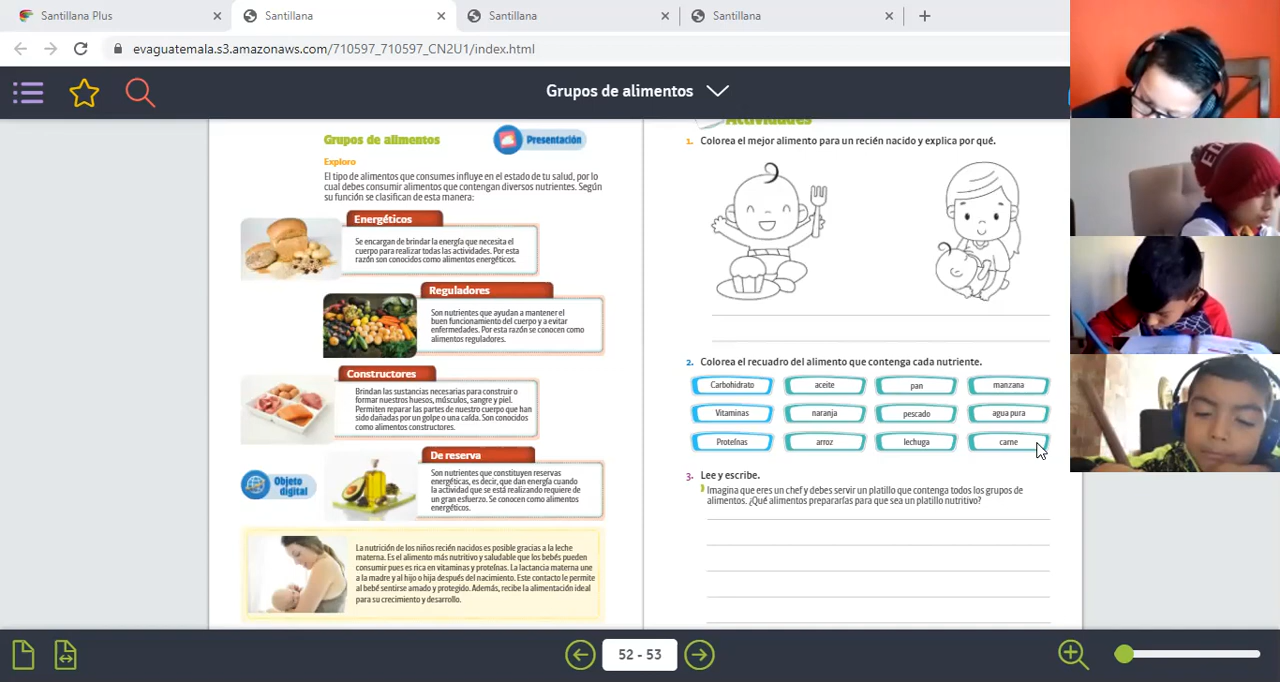 Santillana Plus
Santillana
Santillana
Santillana
evaguatemala.s3.amazonaws.com/710597_710597_CN2U1/index.html
Grupos de alimentos
Grupos de alimentos
Presentación
Exploro
El tipo de alimentos que consumes influye en el estado de tu salud, por lo
cual debes consumir alimentos que contengan diversos nutrientes. Según
su función se clasifican de esta manera:
Energéticos
Se encargan de brindar la energía que necesita el
cuerpo para realizar todas las actividades. Por esta
razón son conocidos como alimentos energéticos.
Reguladores
Son nutrientes que ayudan a mantener el
buen funcionamiento del cuerpo y a evitar
enfermedades. Por esta razón se conocen como
alimentos reguladores.
Constructores
Brindan las sustancias necesarias para construir o
formar nuestros huesos, músculos, sangre y piel.
Permiten reparar las partes de nuestro cuerpo que han
sido dañadas por un golpe o una caída. Son conocidos
como alimentos constructores.
De reserva
Objeto
digital
Son nutrientes que constituyen reservas
energéticas, es decir, que dan energía cuando
la actividad que se está realizando requiere de
un gran esfuerzo. Se conocen como alimentos
energéticos.
La nutrición de los niños recién nacidos es posible gracias a la leche
materna. Es el alimento más nutritivo y saludable que los bebés pueden
consumir pues es rica en vitaminas y proteínas. La lactancia materna une
a la madre y al hijo o hija después del nacimiento. Este contacto le permite
al bebé sentirse amado y protegido. Además, recibe la alimentación ideal
para su crecimiento y desarrollo.
Actividades
1. Colorea el mejor alimento para un recién nacido y explica por qué.
2. Colorea el recuadro del alimento que contenga cada nutriente.
Carbohidrato aceite pan manzana
Vitaminas naranja pescado agua pura
Proteínas arroz lechuga carne
3. Lee y escribe.
Imagina que eres un chef y debes servir un platillo que contenga todos los grupos de
alimentos. ¿Qué alimentos prepararías para que sea un platillo nutritivo?
52 - 53